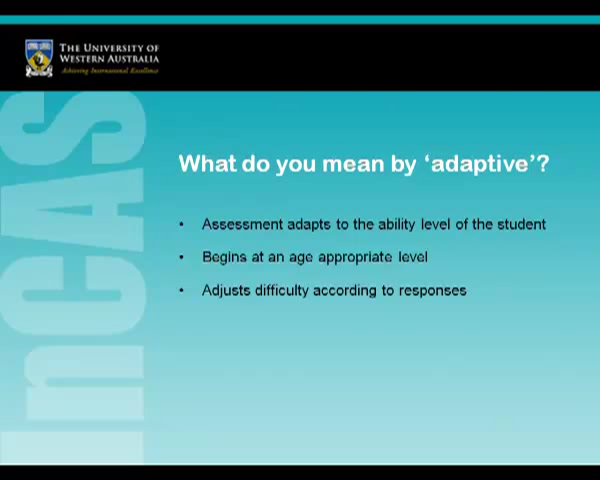 THE UNIVERSITY OF
WESTERN AUSTRALIA
Achieving International Excellence
InCAS
What do you mean by ‘adaptive’?
• Assessment adapts to the ability level of the student
• Begins at an age appropriate level
• Adjusts difficulty according to responses